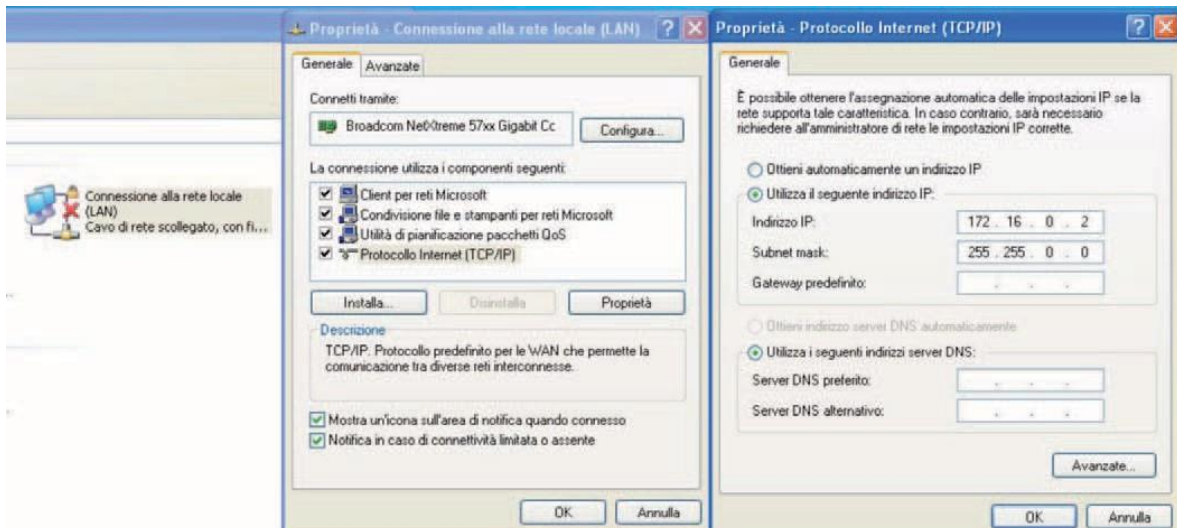 Connessione alla rete locale
(LAN)
Cavo di rete scollegato, con fi...
Proprietà - Connessione alla rete locale (LAN)
Generale
Avanzate
Connetti tramite:
Broadcom NetXtreme 57xx Gigabit Cc
Configura...
La connessione utilizza i componenti seguenti:
Client per reti Microsoft
Condivisione file e stampanti per reti Microsoft
Utilità di pianificazione pacchetti QoS
Protocollo Internet (TCP/IP)
Installa...
Disinstalla
Proprietà
Descrizione
TCP/IP. Protocollo predefinito per le WAN che permette la
comunicazione tra diverse reti interconnesse.
Mostra un'icona sull'area di notifica quando connesso
Notifica in caso di connettività limitata o assente
OK
Annulla
Proprietà - Protocollo Internet (TCP/IP)
Generale
È possibile ottenere l'assegnazione automatica delle impostazioni IP se la
rete supporta tale caratteristica. In caso contrario, sarà necessario
richiedere all'amministratore di rete le impostazioni IP corrette.
Ottieni automaticamente un indirizzo IP
Utilizza il seguente indirizzo IP:
Indirizzo IP: 172 . 16 . 0 . 2
Subnet mask: 255 . 255 . 0 . 0
Gateway predefinito: . . .
Ottieni indirizzo server DNS automaticamente
Utilizza i seguenti indirizzi server DNS:
Server DNS preferito: . . .
Server DNS alternativo: . . .
Avanzate...
OK
Annulla